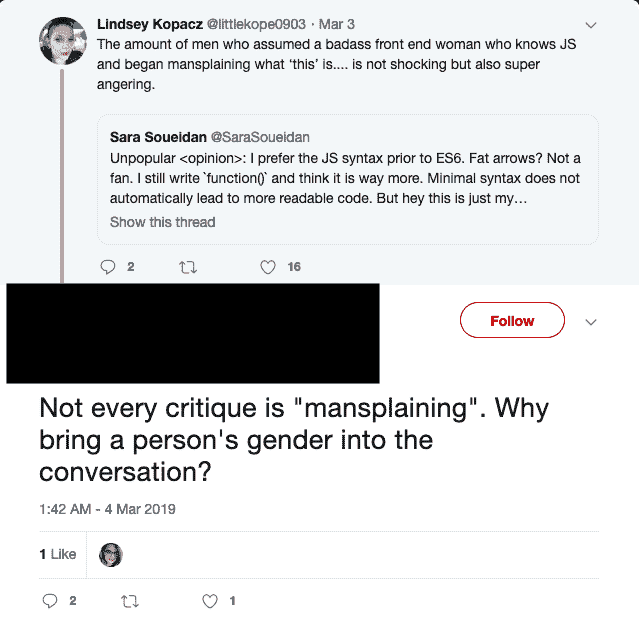 Lindsey Kopacz @littlekope0903 · Mar 3
The amount of men who assumed a badass front end woman who knows JS
and began mansplaining what ‘this’ is.... is not shocking but also super
angering.
Sara Soueidan @SaraSoueidan
Unpopular <opinion>: I prefer the JS syntax prior to ES6. Fat arrows? Not a
fan. I still write `function()` and think it is way more. Minimal syntax does not
automatically lead to more readable code. But hey this is just my…
Show this thread
2 16
Follow
Not every critique is "mansplaining". Why
bring a person's gender into the
conversation?
1:42 AM - 4 Mar 2019
1 Like
2 1